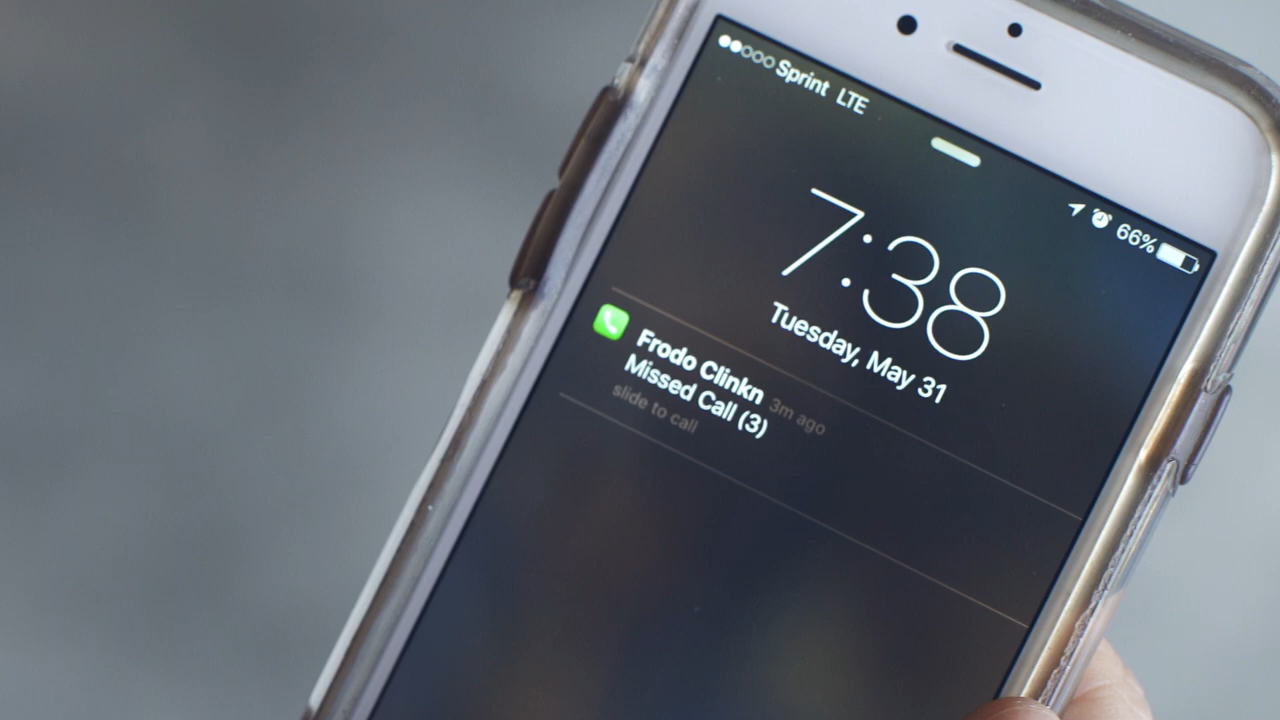 Sprint LTE
66%
7:38
Tuesday, May 31
Frodo Clinkn 3m ago
Missed Call (3)
slide to call